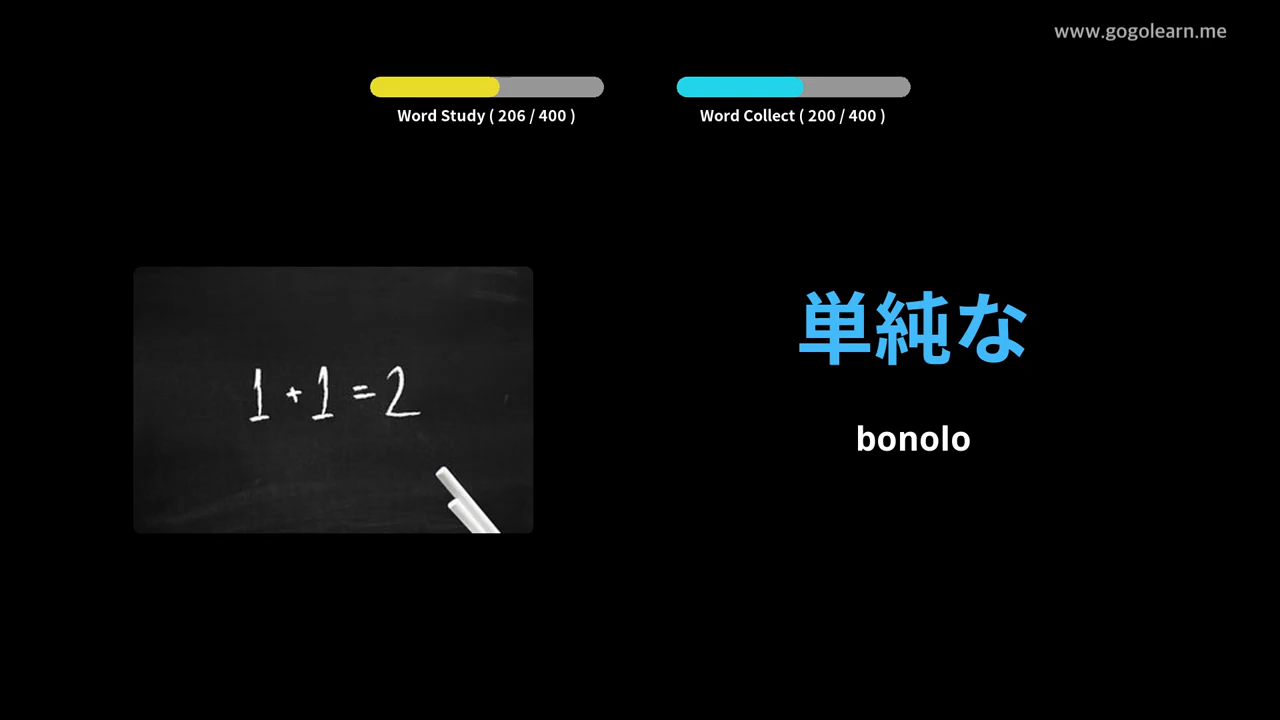 www.gogolearn.me
Word Study ( 206 / 400 )
Word Collect ( 200 / 400 )
1 + 1 = 2
単純な
bonolo